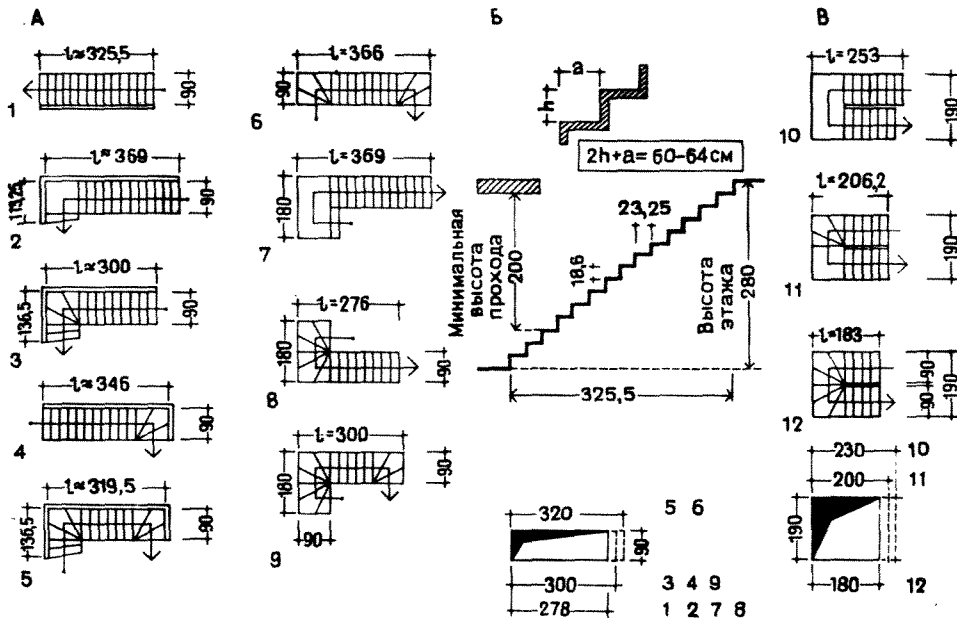 А
l≈325,5
90
1
l≈369
113,25
90
2
l≈300
136,5
90
3
l≈346
90
4
l≈319,5
136,5
90
5
l=366
90
6
l=369
180
7
l=276
180
90
8
l=300
180
90
90
9
Б
a
h
2h+a=60-64см
Минимальная
высота
прохода
200
23,25
18,6
Высота
этажа
280
325,5
320
5 6
90
300
3 4 9
278
1 2 7 8
В
l=253
190
10
l=206,2
190
11
l=183
90
90
190
12
230
10
200
11
190
180
12